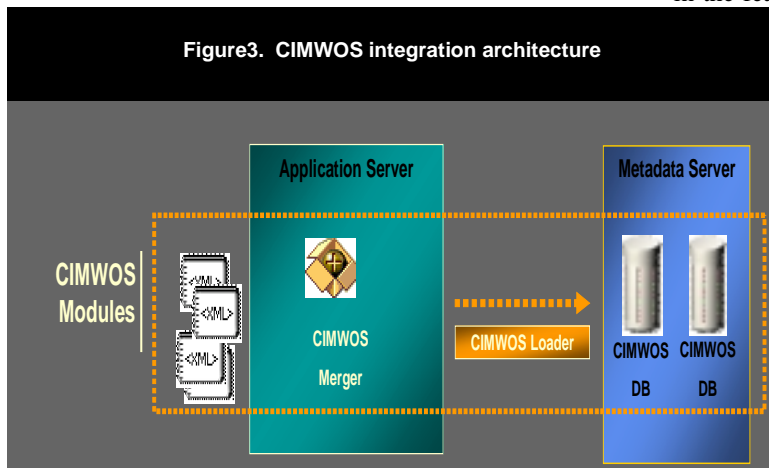 Figure3. CIMWOS integration architecture
Application Server
Metadata Server
CIMWOS
Modules
<XML>
<XML>
<XML>
CIMWOS
Merger
CIMWOS Loader
CIMWOS
DB
CIMWOS
DB